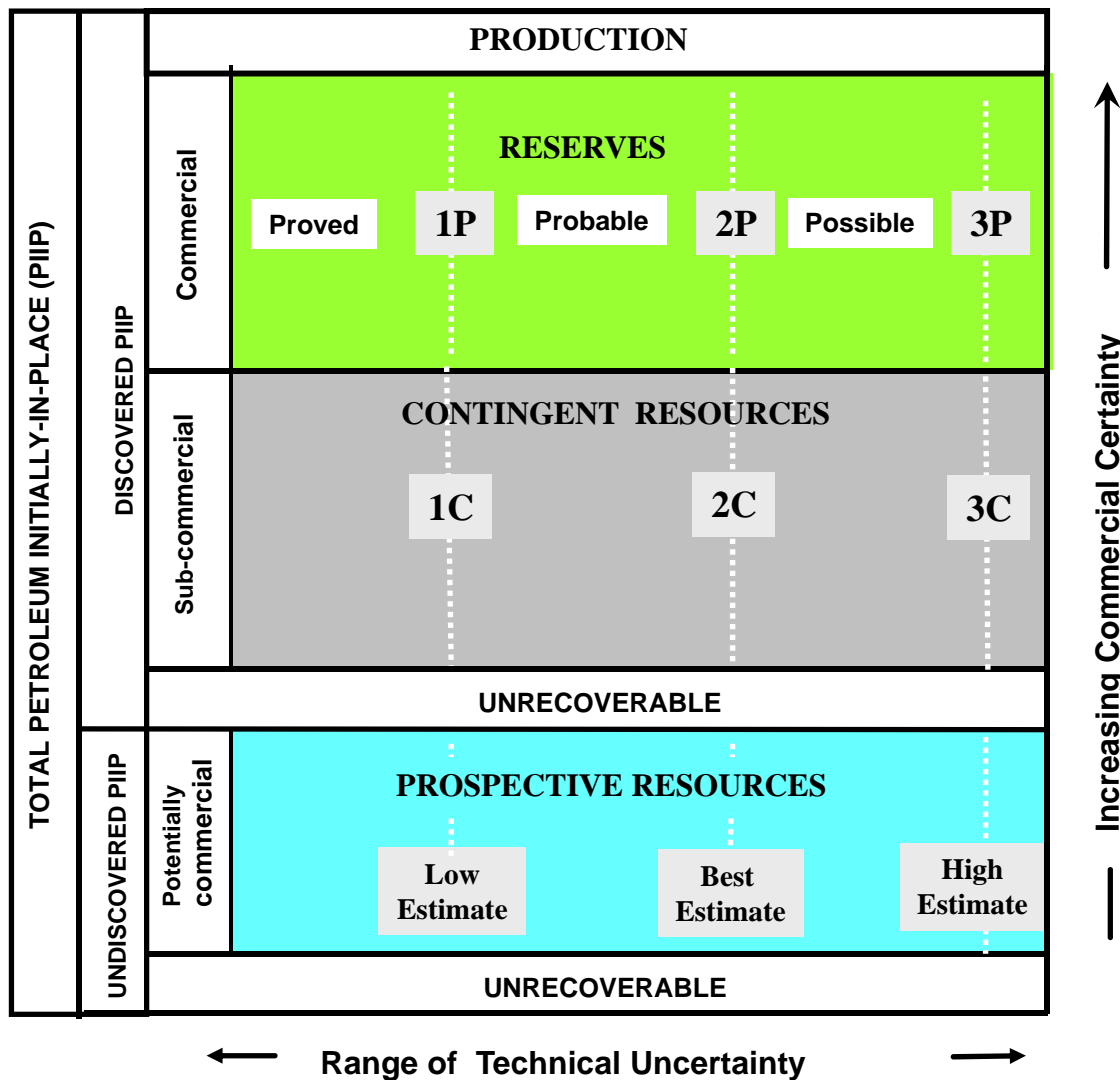 TOTAL PETROLEUM INITIALLY-IN-PLACE (PIIP)
DISCOVERED PIIP
UNDISCOVERED PIIP
PRODUCTION
Commercial
RESERVES
Proved
1P
Probable
2P
Possible
3P
Sub-commercial
CONTINGENT RESOURCES
1C
2C
3C
UNRECOVERABLE
Potentially
commercial
PROSPECTIVE RESOURCES
Low
Estimate
Best
Estimate
High
Estimate
UNRECOVERABLE
Increasing Commercial Certainty
Range of Technical Uncertainty